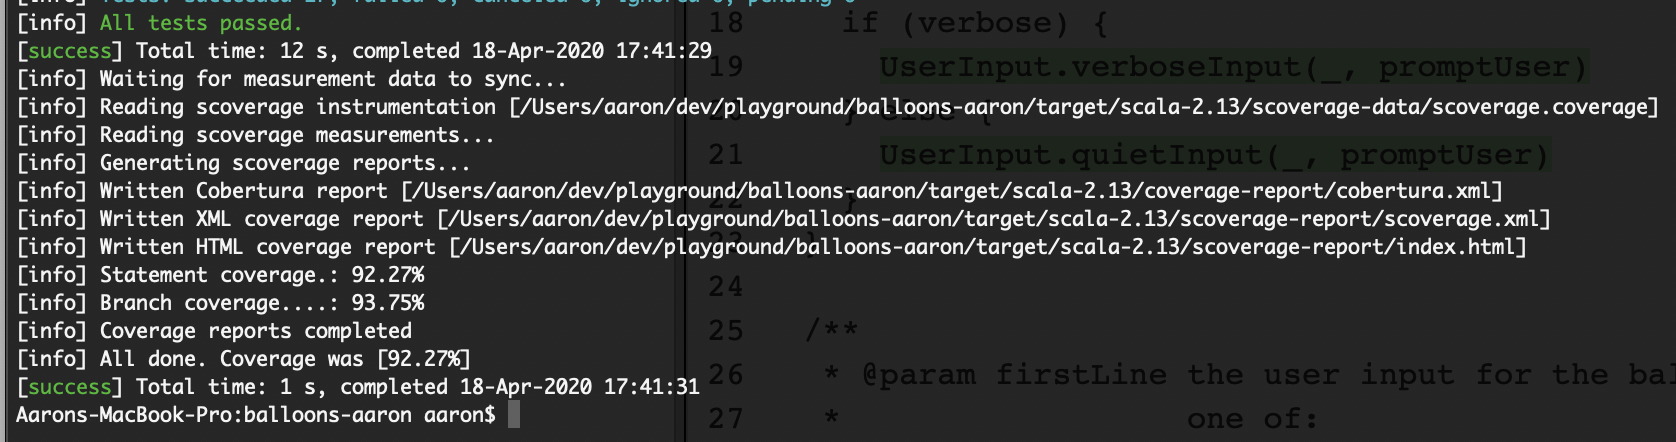 [info] All tests passed.
[success] Total time: 12 s, completed 18-Apr-2020 17:41:29
[info] Waiting for measurement data to sync...
[info] Reading scoverage instrumentation [/Users/aaron/dev/playground/balloons-aaron/target/scala-2.13/scoverage-data/scoverage.coverage]
[info] Reading scoverage measurements...
[info] Generating scoverage reports...
[info] Written Cobertura report [/Users/aaron/dev/playground/balloons-aaron/target/scala-2.13/coverage-report/cobertura.xml]
[info] Written XML coverage report [/Users/aaron/dev/playground/balloons-aaron/target/scala-2.13/scoverage-report/scoverage.xml]
[info] Written HTML coverage report [/Users/aaron/dev/playground/balloons-aaron/target/scala-2.13/scoverage-report/index.html]
[info] Statement coverage.: 92.27%
[info] Branch coverage....: 93.75%
[info] Coverage reports completed
[info] All done. Coverage was [92.27%]
[success] Total time: 1 s, completed 18-Apr-2020 17:41:31
Aarons-MacBook-Pro:balloons-aaron aaron$
18 if (verbose) {
19 UserInput.verboseInput(_, promptUser)
20 } else {
21 UserInput.quietInput(_, promptUser)
22 }
23 }
24
25 /**
26 * @param firstLine the user input for the
27 * one of: